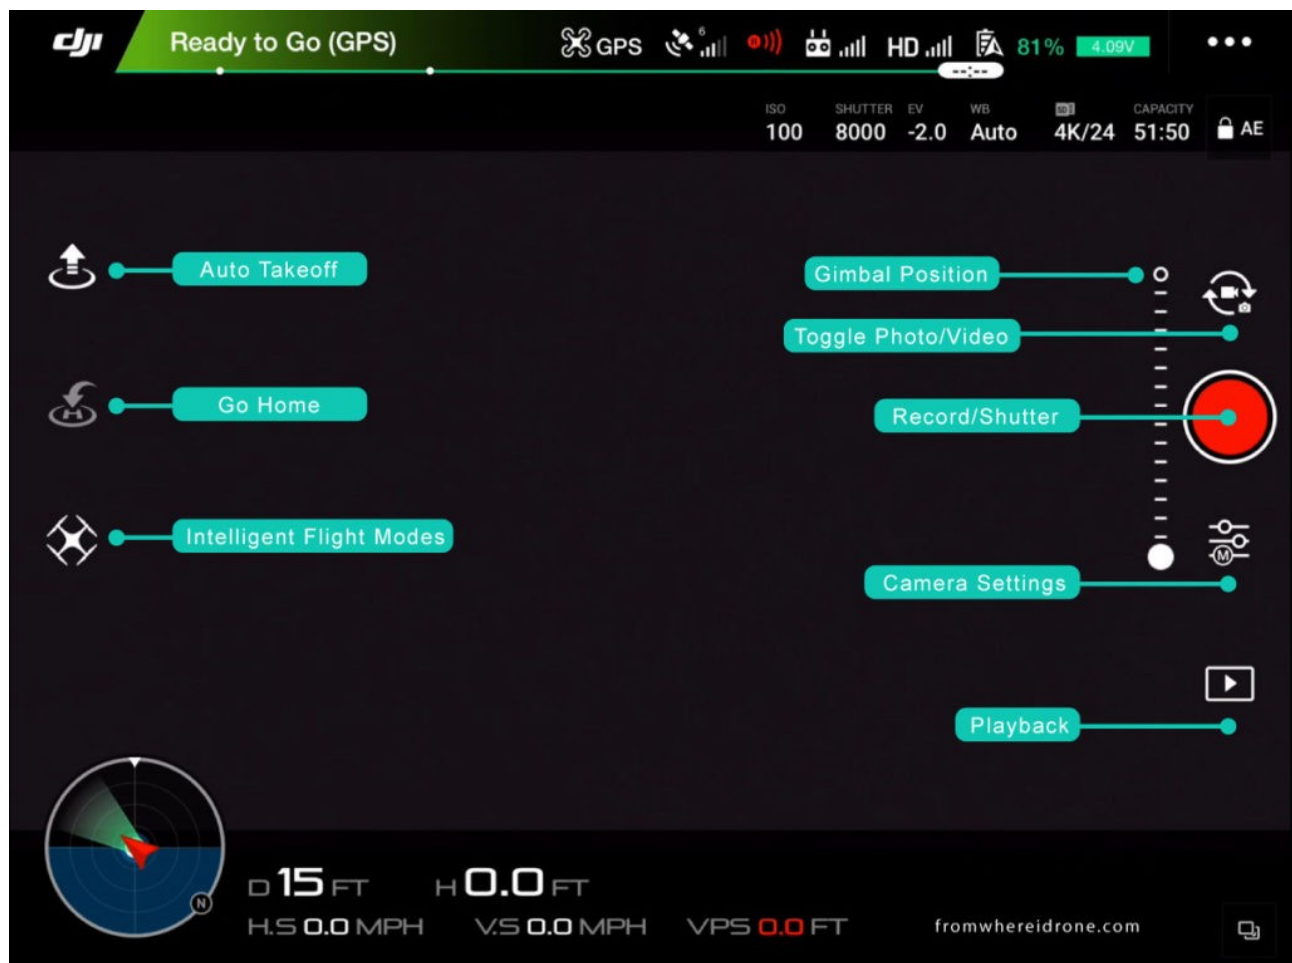 dji Ready to Go (GPS) GPS 6 HD 81% 4.09V
--:--
ISO SHUTTER EV WB SD CAPACITY
100 8000 -2.0 Auto 4K/24 51:50 AE
Auto Takeoff
Gimbal Position
Toggle Photo/Video
Go Home
Record/Shutter
Intelligent Flight Modes
M
Camera Settings
Playback
N
D 15 FT H 0.0 FT
H.S 0.0 MPH V.S 0.0 MPH VPS 0.0 FT
fromwhereidrone.com